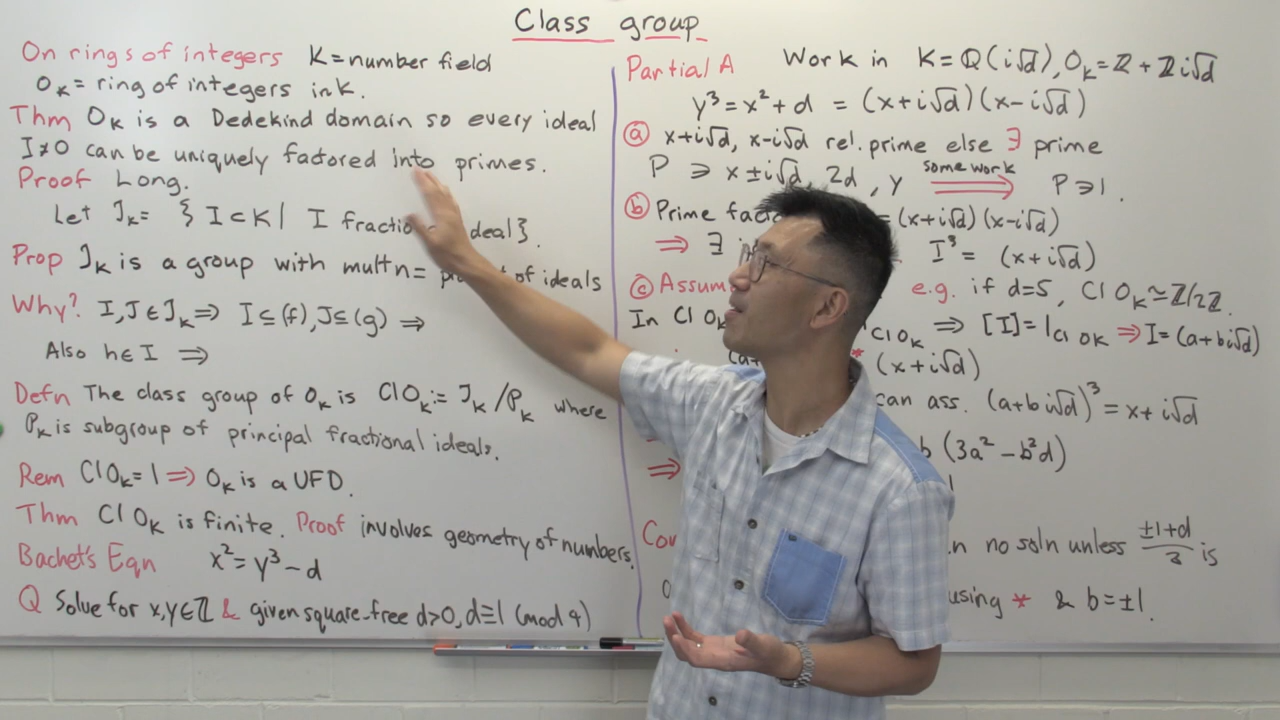 Class group
On rings of integers K = number field
O_K = ring of integers in K.
Thm O_K is a Dedekind domain so every ideal
I≠0 can be uniquely factored into primes.
Proof Long.
Let J_K = { I ⊂ K | I fractio deal}.
Prop J_K is a group with multn = p of ideals
Why? I, J ∈ J_K ⇒ I ⊆ (f), J ⊆ (g) ⇒
Also h ∈ I ⇒
Defn The class group of O_K is Cl O_K := J_K / P_K where
P_K is subgroup of principal fractional ideals.
Rem Cl O_K = 1 ⇒ O_K is a UFD.
Thm Cl O_K is finite. Proof involves geometry of numbers.
Bachet's Eqn x² = y³ - d
Q Solve for x, y ∈ ℤ & given square-free d>0, d≡1 (mod 4)
Partial A Work in K = Q(i√d), O_K = ℤ + ℤi√d
y³ = x² + d = (x+i√d)(x-i√d)
ⓐ x+i√d, x-i√d rel. prime else ∃ prime
P ∋ x±i√d, 2d, y some work ⇒ P ∋ 1.
ⓑ Prime fac = (x+i√d)(x-i√d)
⇒ ∃ I³ = (x+i√d)
ⓒ Assum e.g. if d=5, Cl O_K ≃ ℤ/2ℤ.
In Cl O_K Cl O_K ⇒ [I] = 1_{Cl O_K} ⇒ I = (a+bi√d)
(a+ * (x+i√d)
can ass. (a+bi√d)³ = x+i√d
⇒ b(3a²-b²d)
Co n no soln unless (±1+d)/3 is
using * & b=±1.